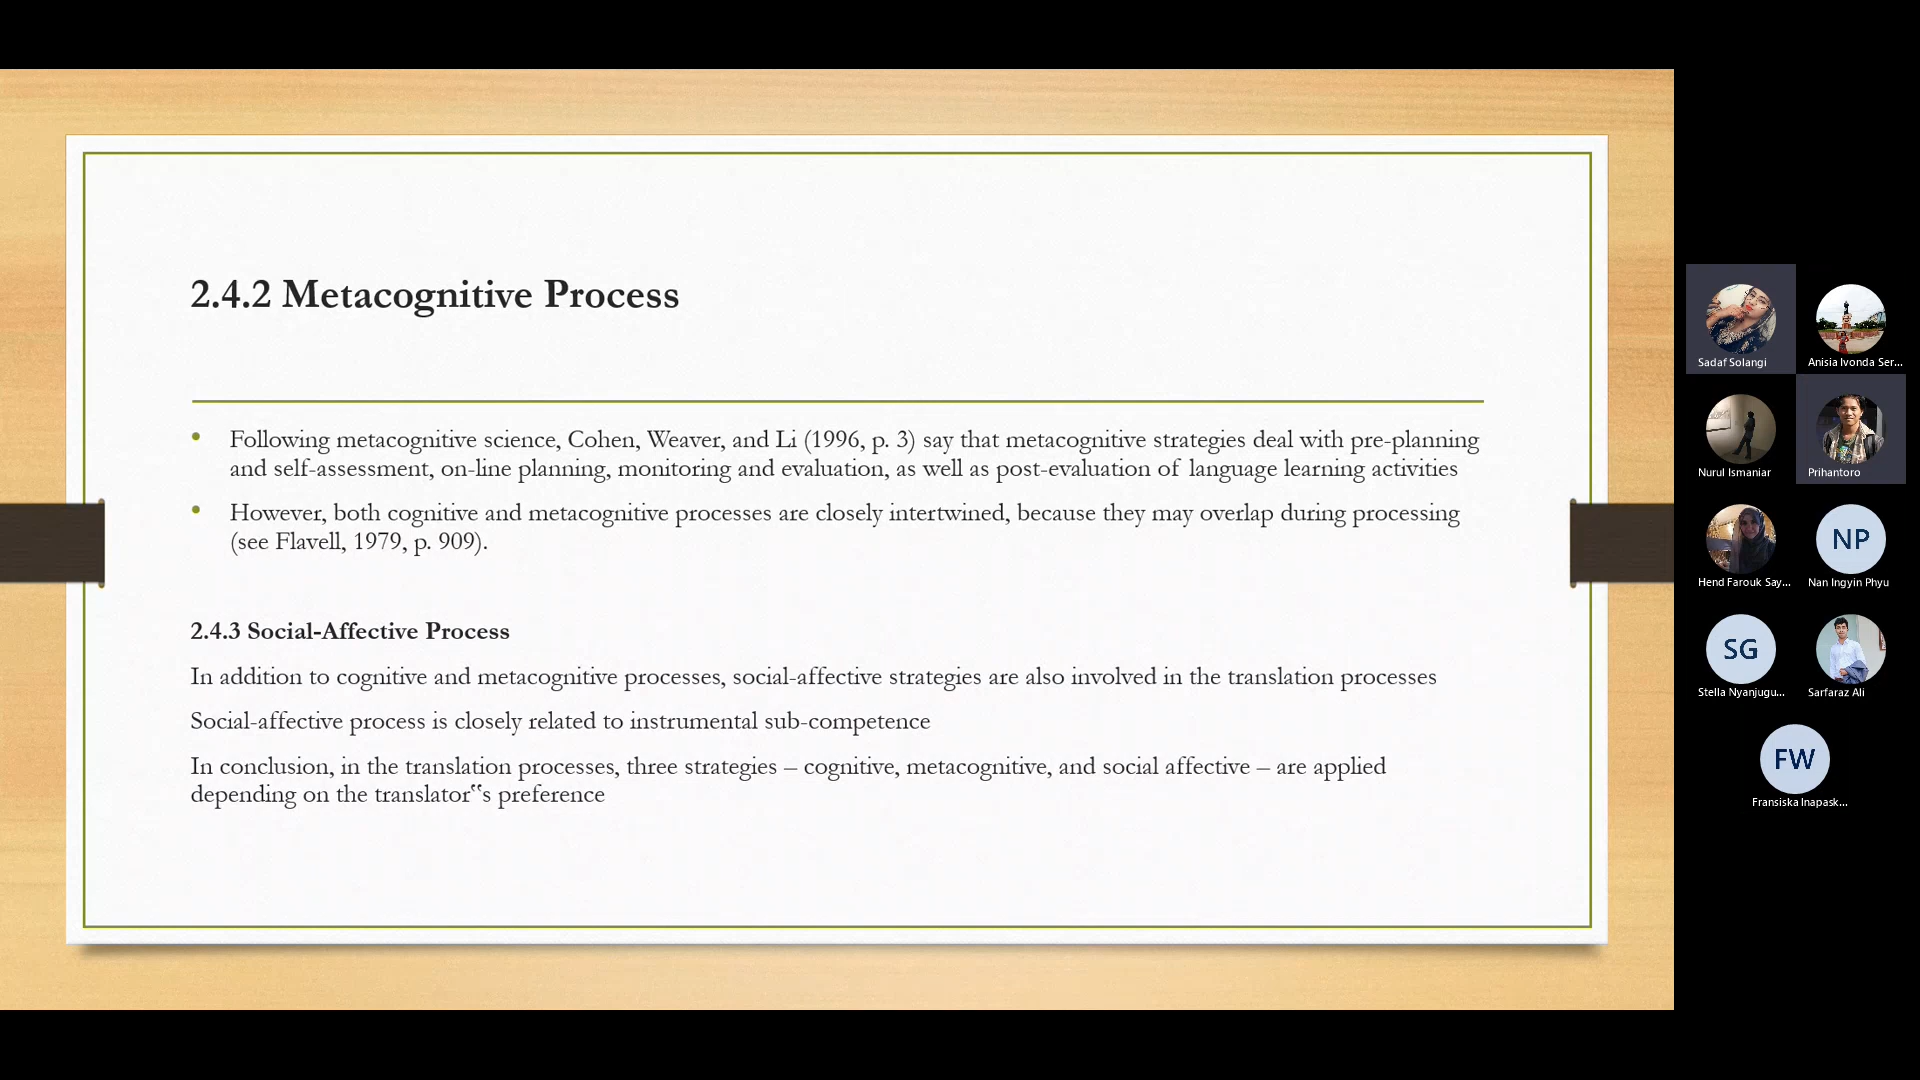 2.4.2 Metacognitive Process
• Following metacognitive science, Cohen, Weaver, and Li (1996, p. 3) say that metacognitive strategies deal with pre-planning
and self-assessment, on-line planning, monitoring and evaluation, as well as post-evaluation of language learning activities
• However, both cognitive and metacognitive processes are closely intertwined, because they may overlap during processing
(see Flavell, 1979, p. 909).
2.4.3 Social-Affective Process
In addition to cognitive and metacognitive processes, social-affective strategies are also involved in the translation processes
Social-affective process is closely related to instrumental sub-competence
In conclusion, in the translation processes, three strategies – cognitive, metacognitive, and social affective – are applied
depending on the translator‟s preference
Sadaf Solangi
Anisia Ivonda Ser...
Nurul Ismaniar
Prihantoro
Hend Farouk Say...
NP
Nan Ingyin Phyu
SG
Stella Nyanjugu...
Sarfaraz Ali
FW
Fransiska Inapask...